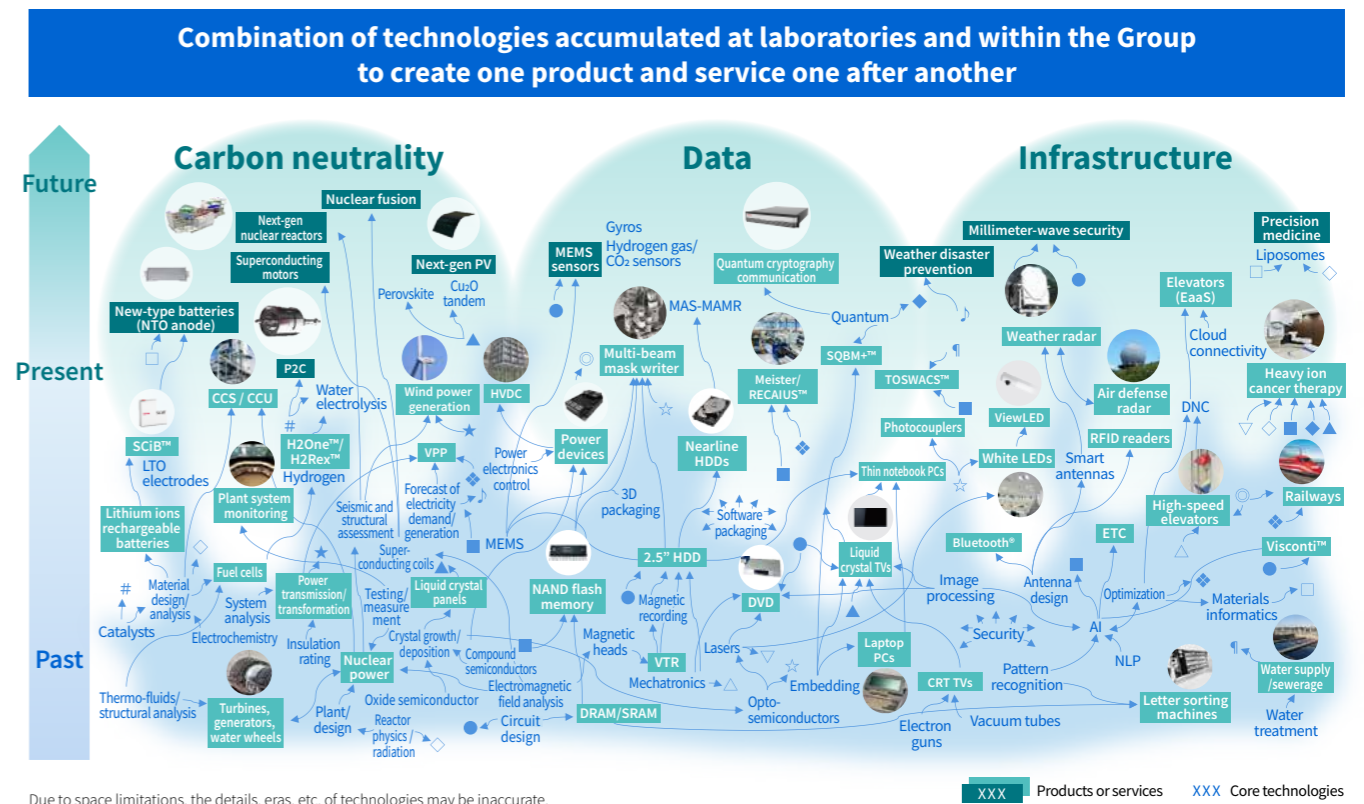 Combination of technologies accumulated at laboratories and within the Group
to create one product and service one after another
Future
Present
Past
Carbon neutrality
Data
Infrastructure
Nuclear fusion
Next-gen
nuclear reactors
Superconducting
motors
Next-gen PV
Perovskite
Cu₂O
tandem
New-type batteries
(NTO anode)
P2C
CCS / CCU
Water
electrolysis
Wind power
generation
HVDC
#
SCiB™
LTO
electrodes
H2One™/
H2Rex™
Hydrogen
VPP
Power
electronics
control
Plant system
monitoring
Lithium ions
rechargeable
batteries
Seismic and
structural
assessment
Forecast of
electricity
demand/
generation
MEMS
Super-
conducting coils
Fuel cells
Power
transmission/
transformation
Liquid crystal
panels
#
Material
design/
analysis
System
analysis
Testing/
measure
ment
Catalysts
Electrochemistry
Insulation
rating
Crystal growth/
deposition
Compound
semiconductors
Nuclear
power
Thermo-fluids/
structural analysis
Turbines,
generators,
water wheels
Plant/
design
Oxide semiconductor
Electromagnetic
field analysis
Reactor
physics /
radiation
Circuit
design
MEMS
sensors
Gyros
Hydrogen gas/
CO₂ sensors
Quantum cryptography
communication
MAS-MAMR
Quantum
Multi-beam
mask writer
Meister/
RECAIUS™
SQBM+™
Power
devices
Nearline
HDDs
3D
packaging
Software
packaging
2.5” HDD
NAND flash
memory
Magnetic
recording
DVD
Magnetic
heads
VTR
Lasers
Mechatronics
DRAM/SRAM
Opto-
semiconductors
Embedding
Weather disaster
prevention
Millimeter-wave security
Precision
medicine
Liposomes
Elevators
(EaaS)
Cloud
connectivity
Weather radar
Air defense
radar
Heavy ion
cancer therapy
¶
TOSWACS™
ViewLED
DNC
Photocouplers
RFID readers
White LEDs
Smart
antennas
Thin notebook PCs
High-speed
elevators
Railways
Liquid
crystal TVs
Bluetooth®
ETC
Visconti™
Image
processing
Antenna
design
Optimization
Materials
informatics
Security
AI
NLP
Laptop
PCs
CRT TVs
Pattern
recognition
¶
Water supply
/sewerage
Letter sorting
machines
Electron
guns
Vacuum tubes
Water
treatment
XXX Products or services XXX Core technologies
Due to space limitations, the details, eras, etc. of technologies may be inaccurate.